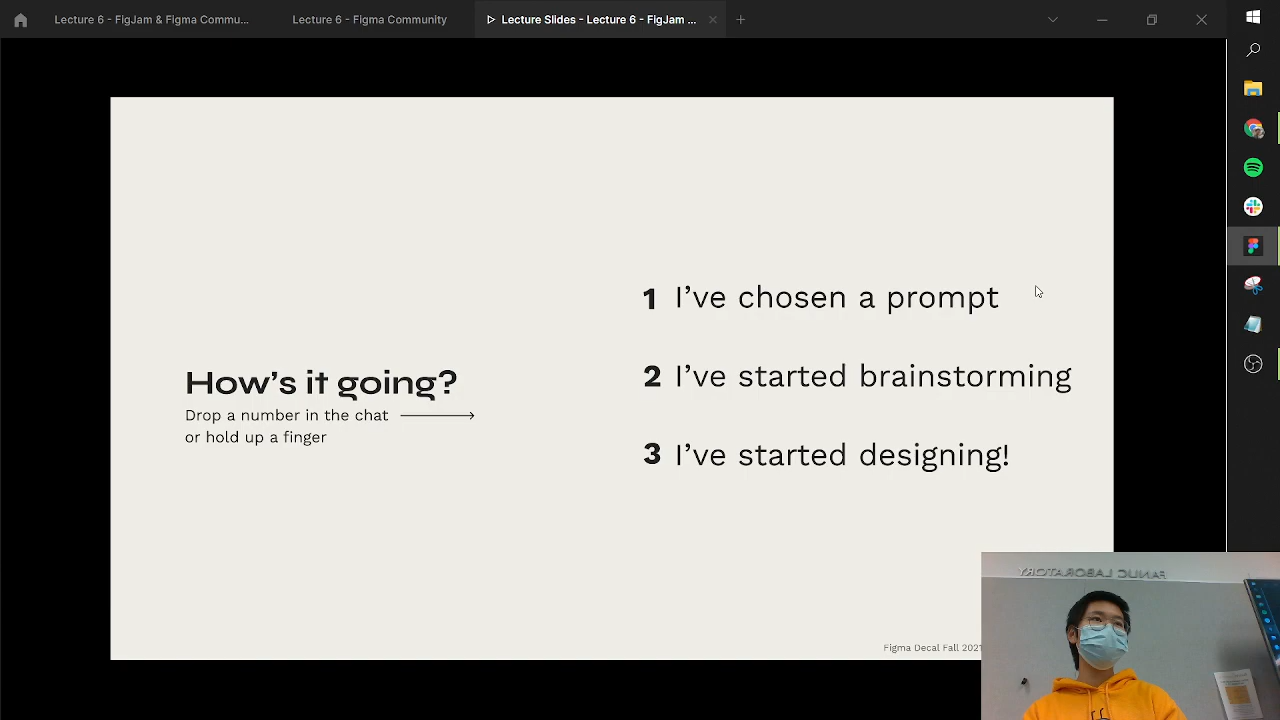 Lecture 6 - FigJam & Figma Commu...
Lecture 6 - Figma Community
Lecture Slides - Lecture 6 - FigJam ...
How's it going?
Drop a number in the chat
or hold up a finger
1 I've chosen a prompt
2 I've started brainstorming
3 I've started designing!
Figma Decal Fall 2021
FANUC LABORATORY